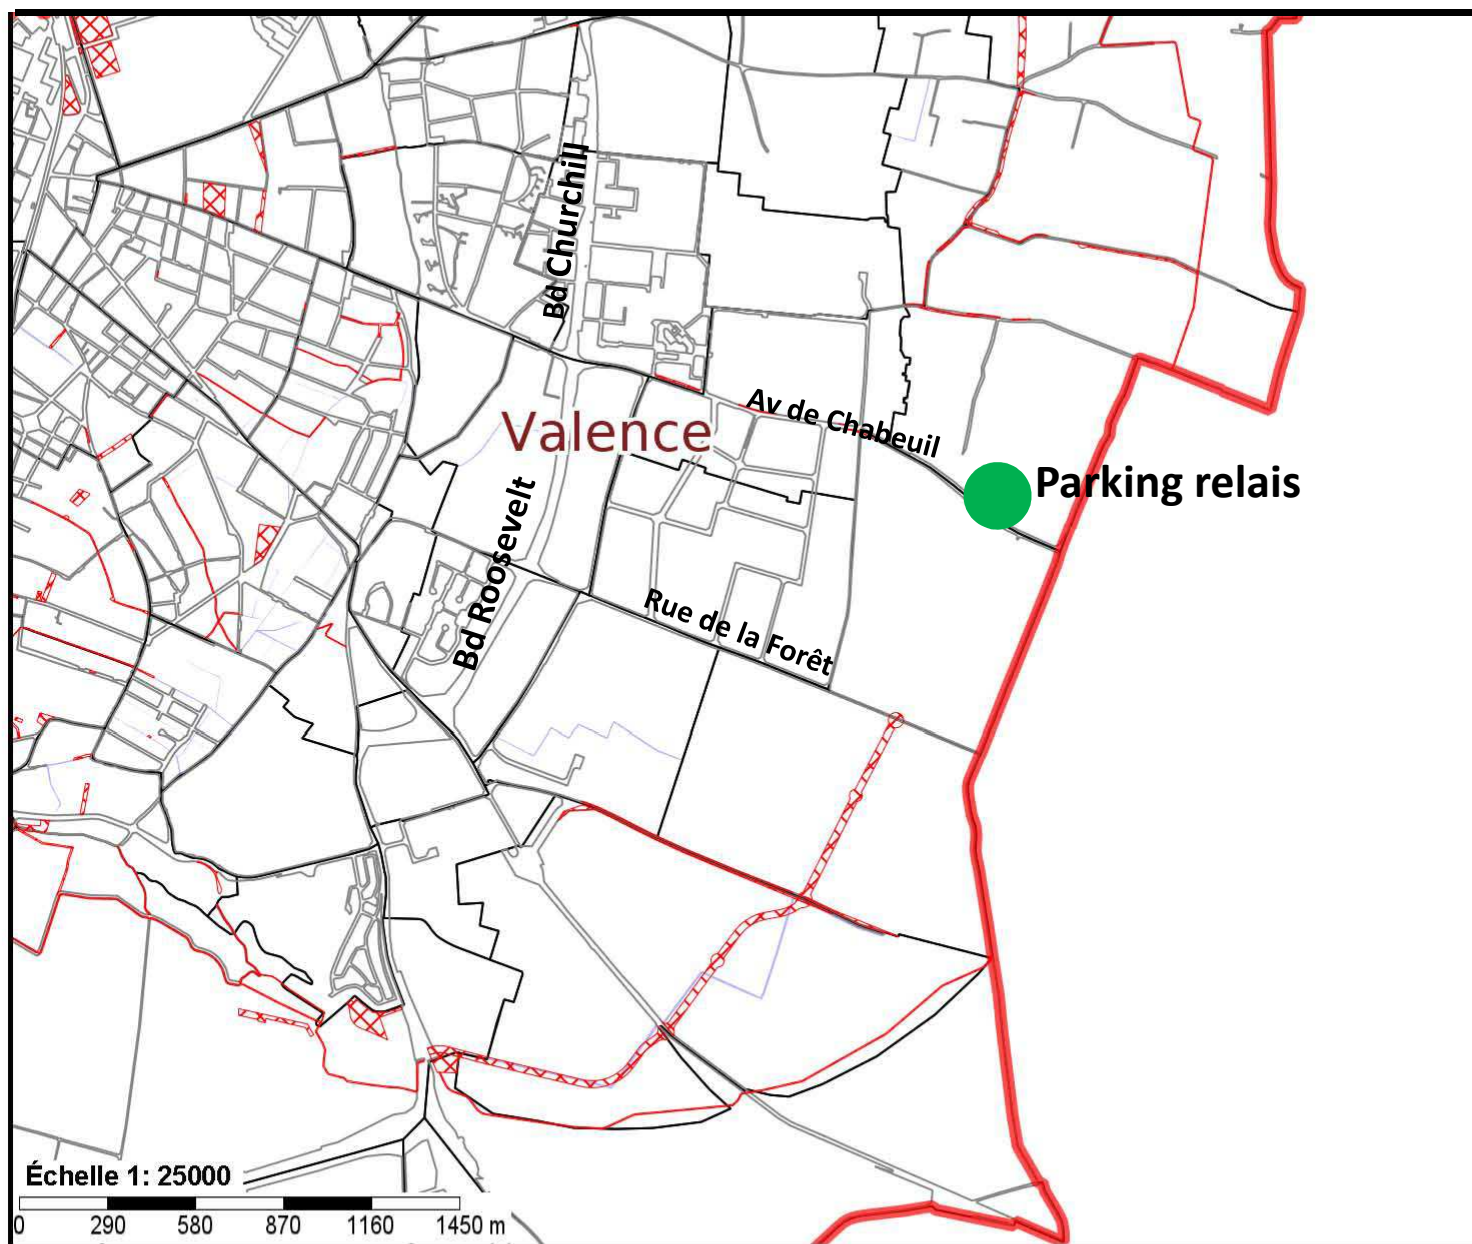 Bd Churchill
Av de Chabeuil
Valence
Parking relais
Bd Roosevelt
Rue de la Forêt
Échelle 1: 25000
0 290 580 870 1160 1450 m